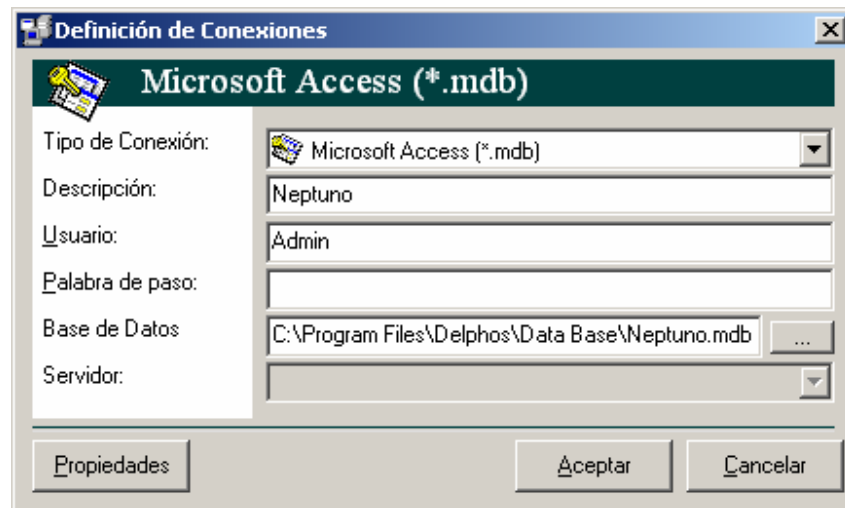 Definición de Conexiones
Microsoft Access (*.mdb)
Tipo de Conexión: Microsoft Access (*.mdb)
Descripción: Neptuno
Usuario: Admin
Palabra de paso:
Base de Datos C:\Program Files\Delphos\Data Base\Neptuno.mdb ...
Servidor:
Propiedades Aceptar Cancelar